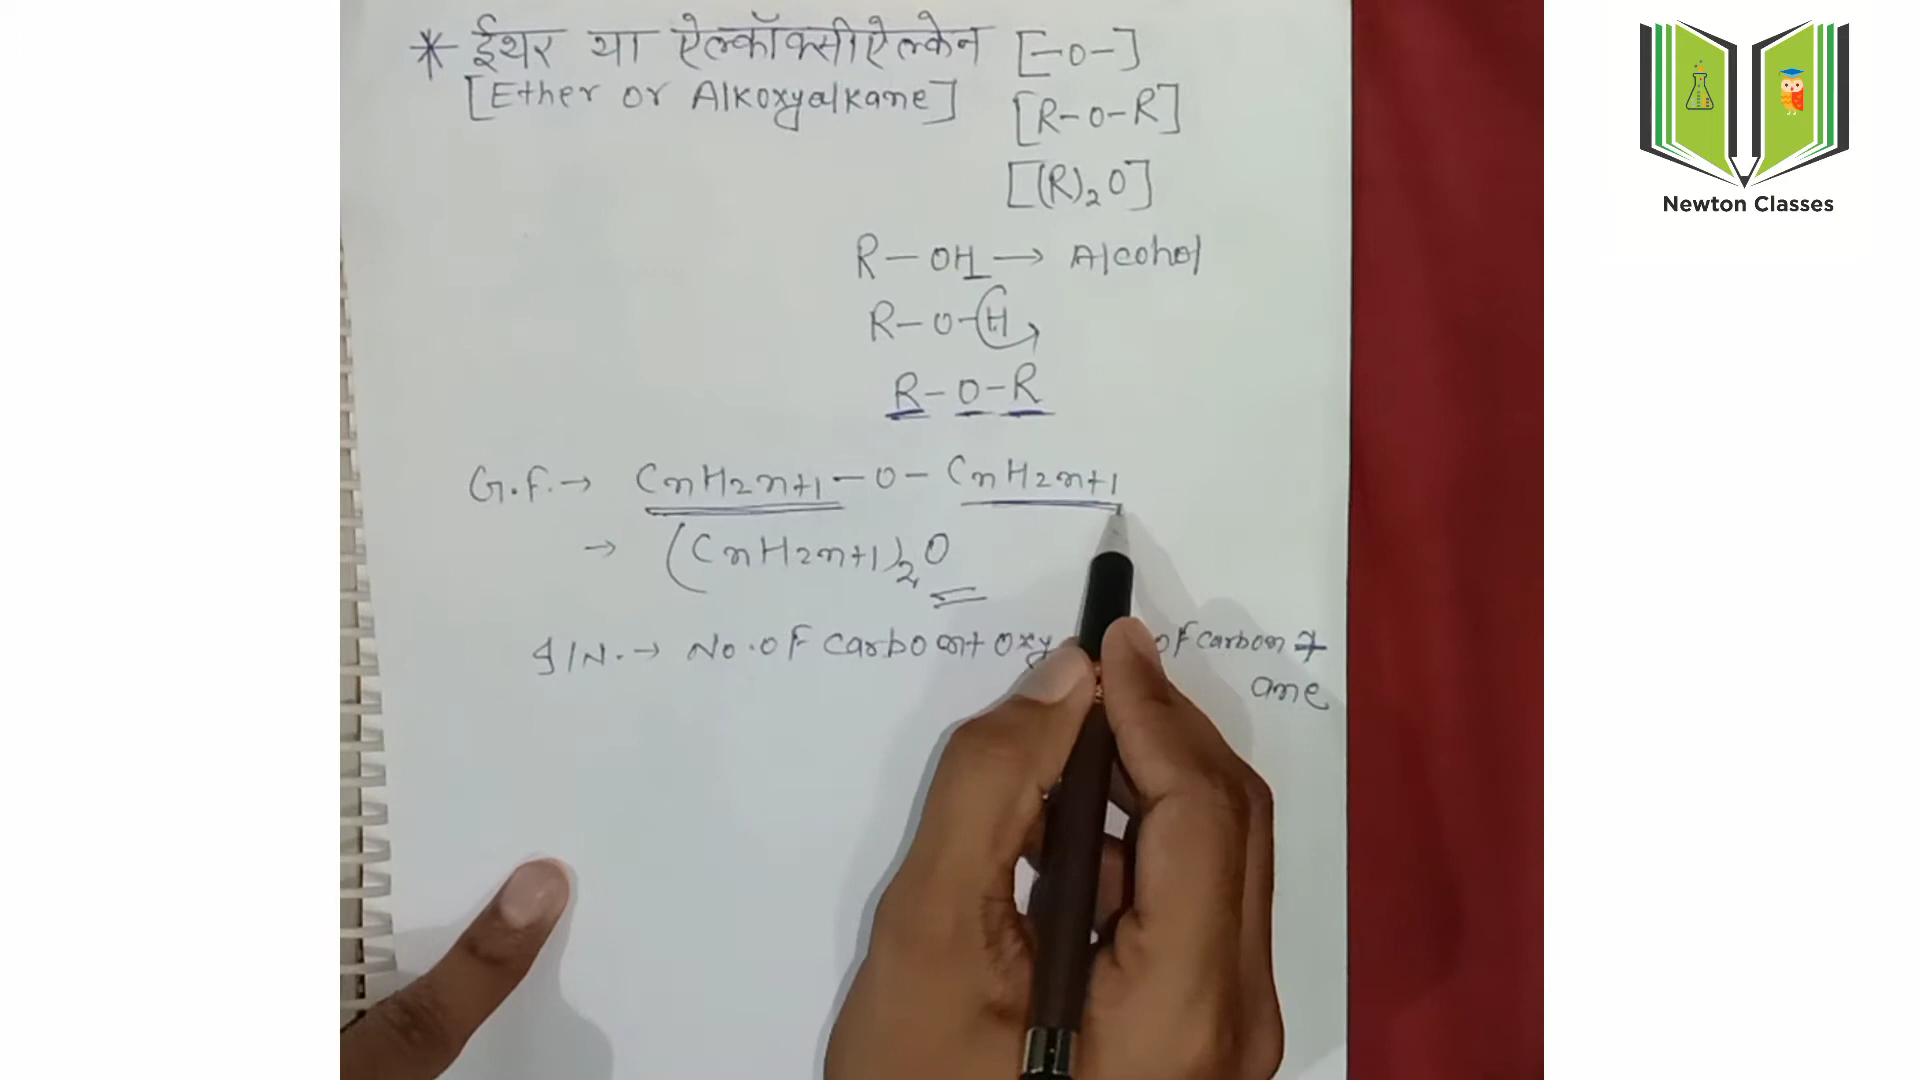 * ईथर या ऐल्कॉक्सीऐल्केन [-O-]
[Ether or Alkoxyalkane] [R-O-R]
[(R)₂O]
R-OH → Alcohol
R-O-H
R-O-R
G.F. → CnH2n+1-O-CnH2n+1
→ (CnH2n+1)₂O
No. of carbon + oxy of carbon +
ane
Newton Classes